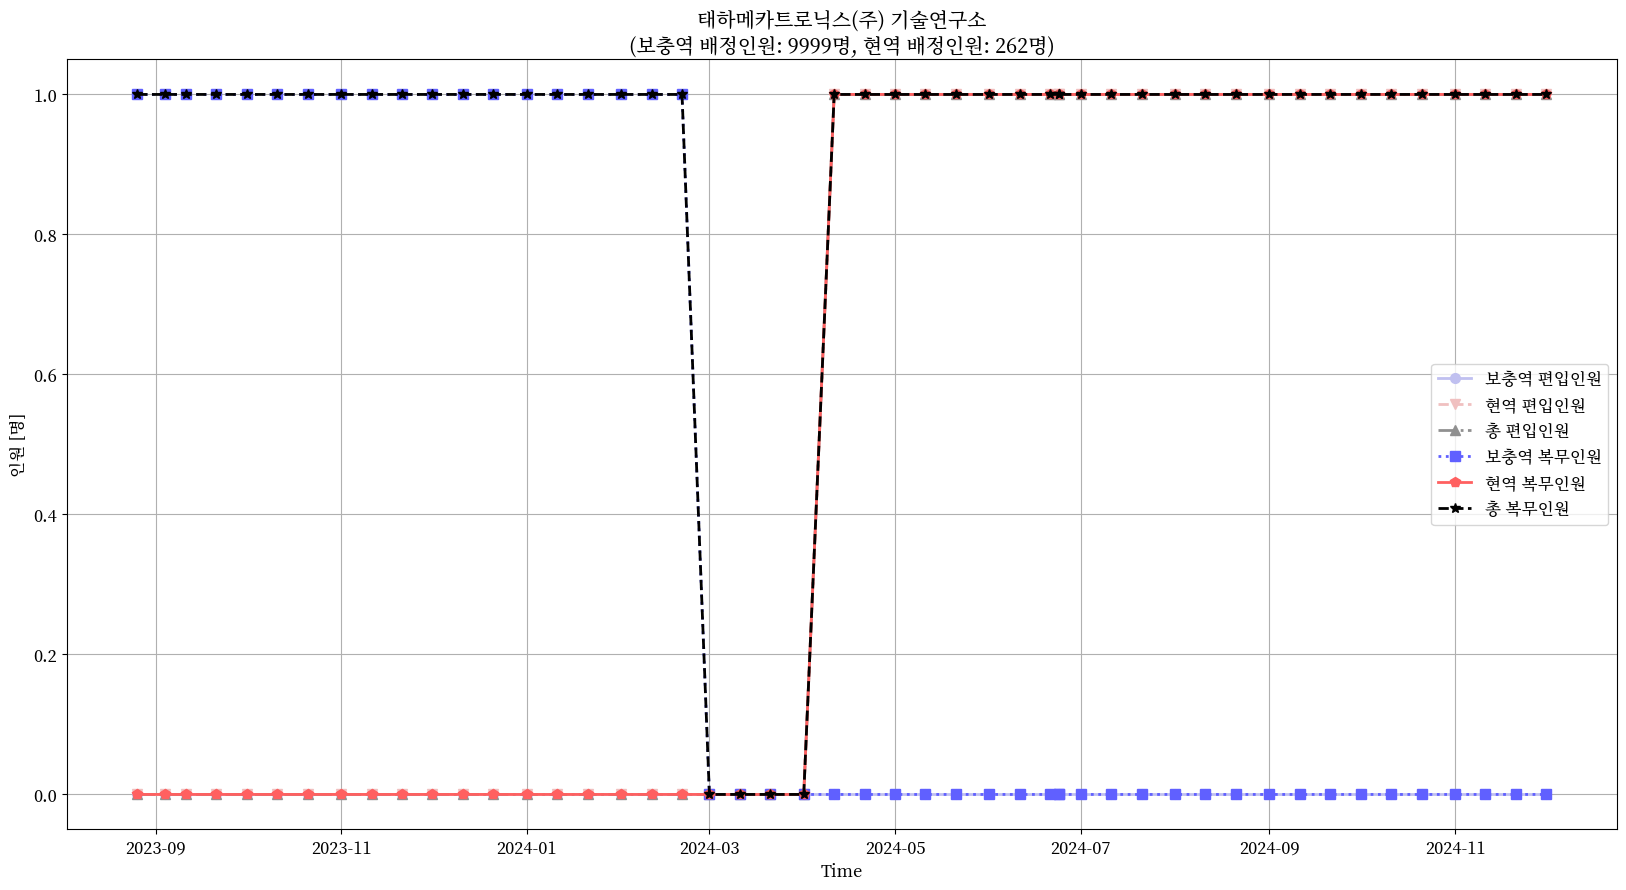 태하메카트로닉스(주) 기술연구소
(보충역 배정인원: 9999명, 현역 배정인원: 262명)
인원 [명]
1.0
0.8
0.6
0.4
0.2
0.0
보충역 편입인원
현역 편입인원
총 편입인원
보충역 복무인원
현역 복무인원
총 복무인원
2023-09
2023-11
2024-01
2024-03
2024-05
2024-07
2024-09
2024-11
Time